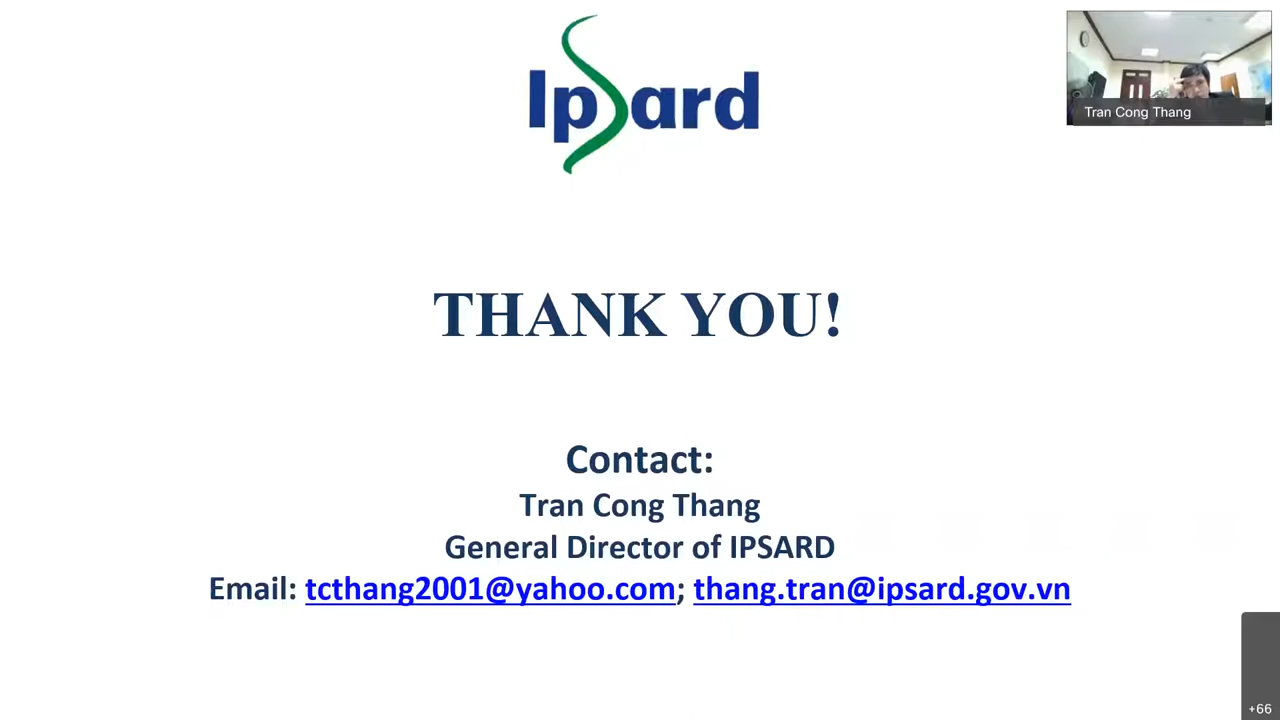 Ipsard
Tran Cong Thang
THANK YOU!
Contact:
Tran Cong Thang
General Director of IPSARD
Email: tcthang2001@yahoo.com; thang.tran@ipsard.gov.vn
+66